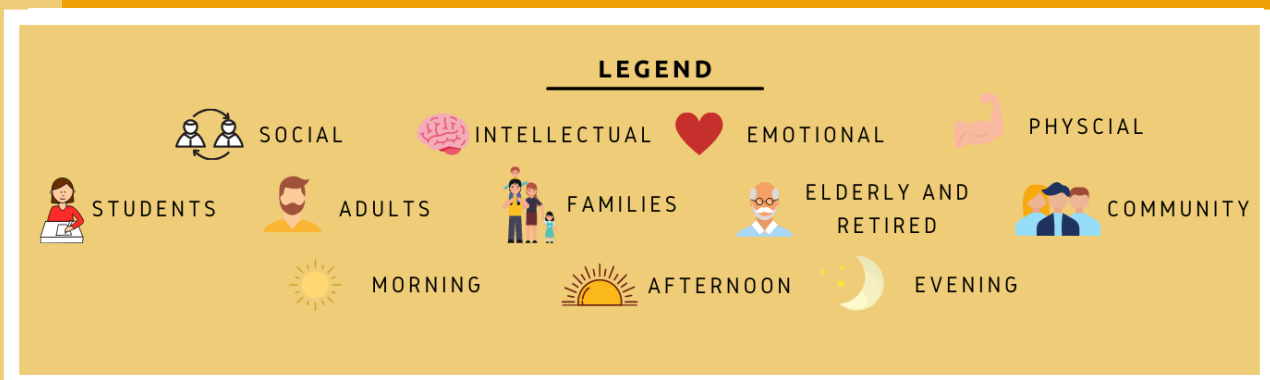 LEGEND
SOCIAL
INTELLECTUAL
EMOTIONAL
PHYSCIAL
STUDENTS
ADULTS
FAMILIES
ELDERLY AND
RETIRED
COMMUNITY
MORNING
AFTERNOON
EVENING